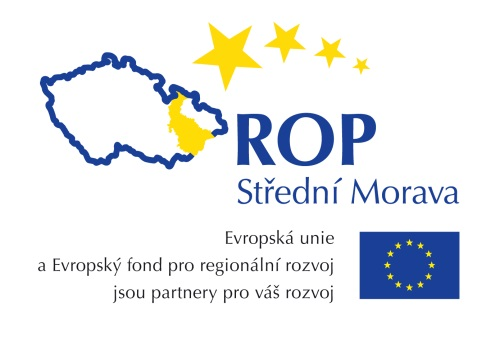 ROP
Střední Morava
Evropská unie
a Evropský fond pro regionální rozvoj
jsou partnery pro váš rozvoj